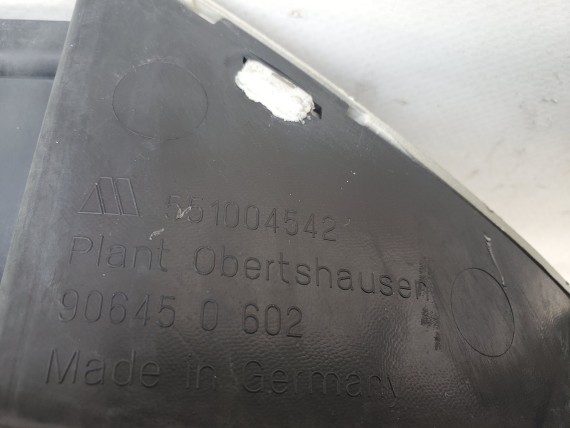 551004542
Plant Obertshausen
90645 0 602
Made in Germany